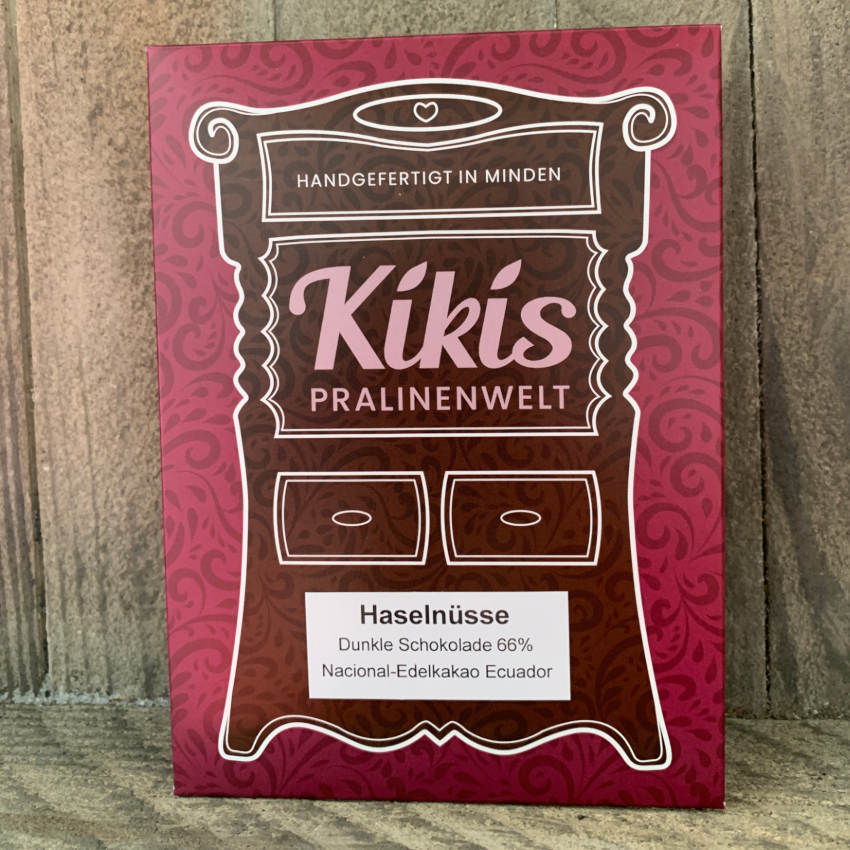 HANDGEFERTIGT IN MINDEN
Kikis
PRALINENWELT
Haselnüsse
Dunkle Schokolade 66%
Nacional-Edelkakao Ecuador